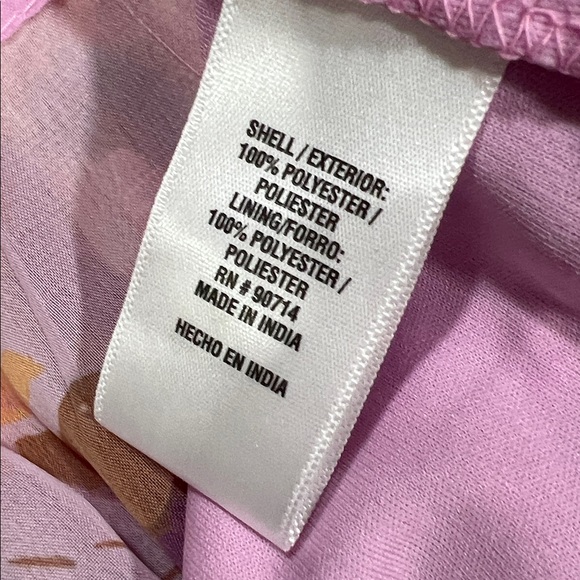 SHELL / EXTERIOR:
100% POLYESTER /
POLIESTER
LINING/FORRO:
100% POLYESTER /
POLIESTER
RN # 90714
MADE IN INDIA
HECHO EN INDIA